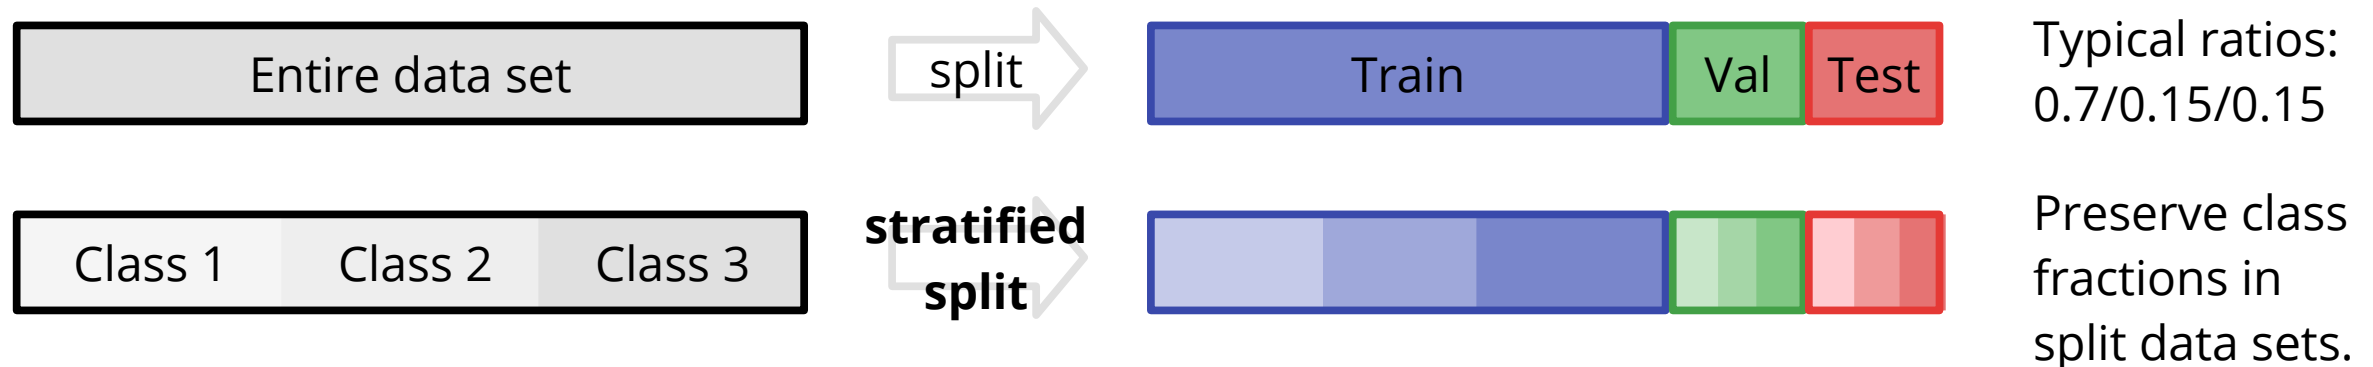 Entire data set
split
Train
Val
Test
Typical ratios:
0.7/0.15/0.15
Class 1
Class 2
Class 3
stratified
split
Preserve class
fractions in
split data sets.